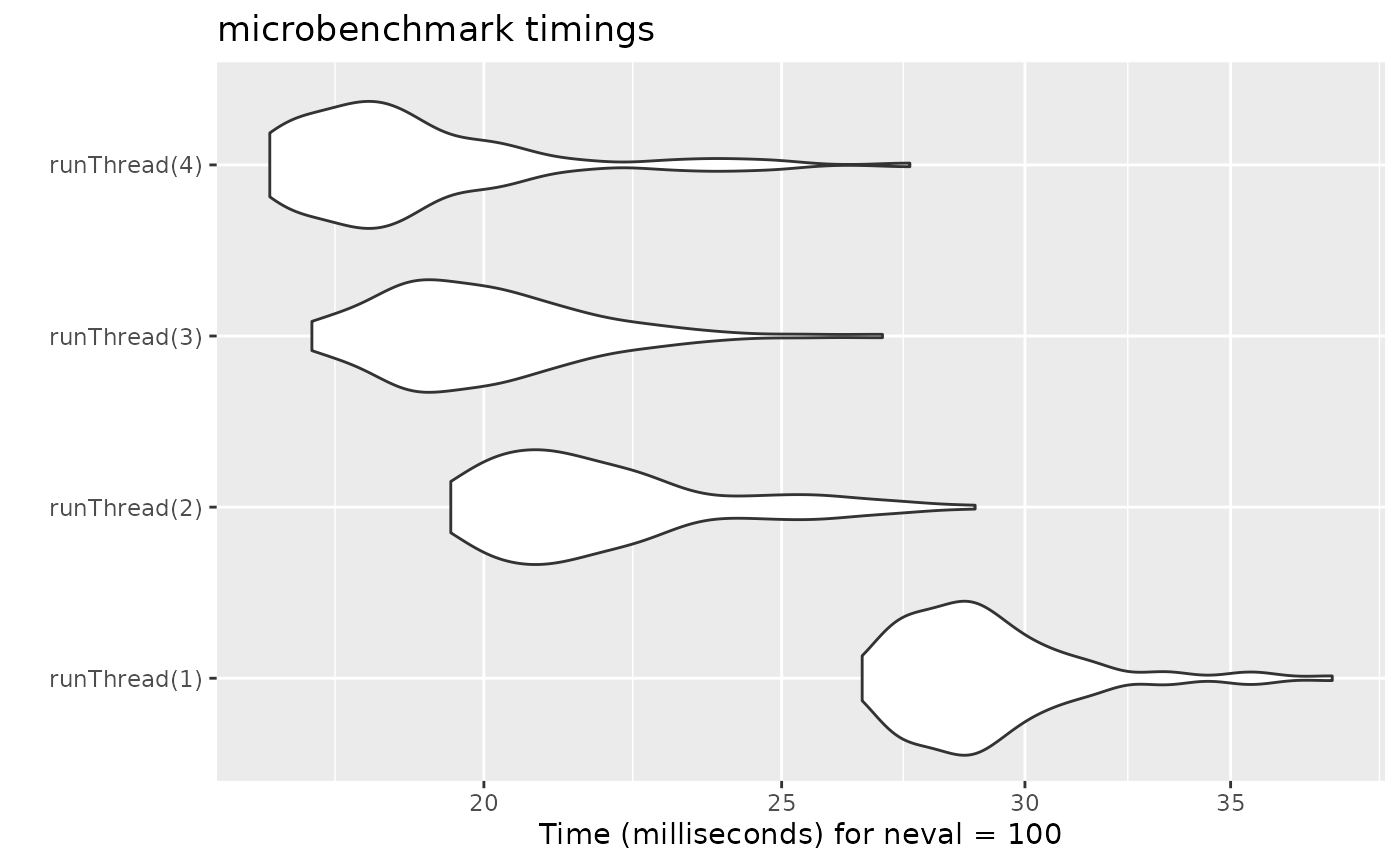 microbenchmark timings
runThread(4)
runThread(3)
runThread(2)
runThread(1)
20 25 30 35
Time (milliseconds) for neval = 100